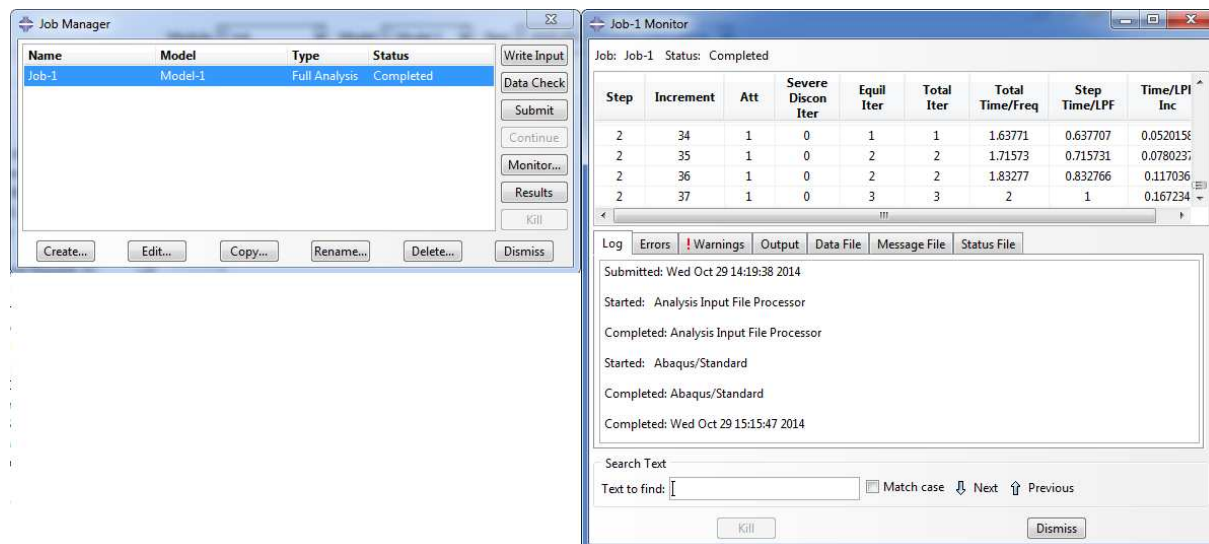 Job Manager
Name Model Type Status
Job-1 Model-1 Full Analysis Completed
Write Input
Data Check
Submit
Continue
Monitor...
Results
Kill
Create... Edit... Copy... Rename... Delete... Dismiss
Job-1 Monitor
Job: Job-1 Status: Completed
Step Increment Att Severe Discon Iter Equil Iter Total Iter Total Time/Freq Step Time/LPF Time/LPF Inc
2 34 1 0 1 1 1.63771 0.637707 0.0520158
2 35 1 0 2 2 1.71573 0.715731 0.0780237
2 36 1 0 2 2 1.83277 0.832766 0.117036
2 37 1 0 3 3 2 1 0.167234
Log Errors ! Warnings Output Data File Message File Status File
Submitted: Wed Oct 29 14:19:38 2014
Started: Analysis Input File Processor
Completed: Analysis Input File Processor
Started: Abaqus/Standard
Completed: Abaqus/Standard
Completed: Wed Oct 29 15:15:47 2014
Search Text
Text to find: Match case Next Previous
Kill Dismiss